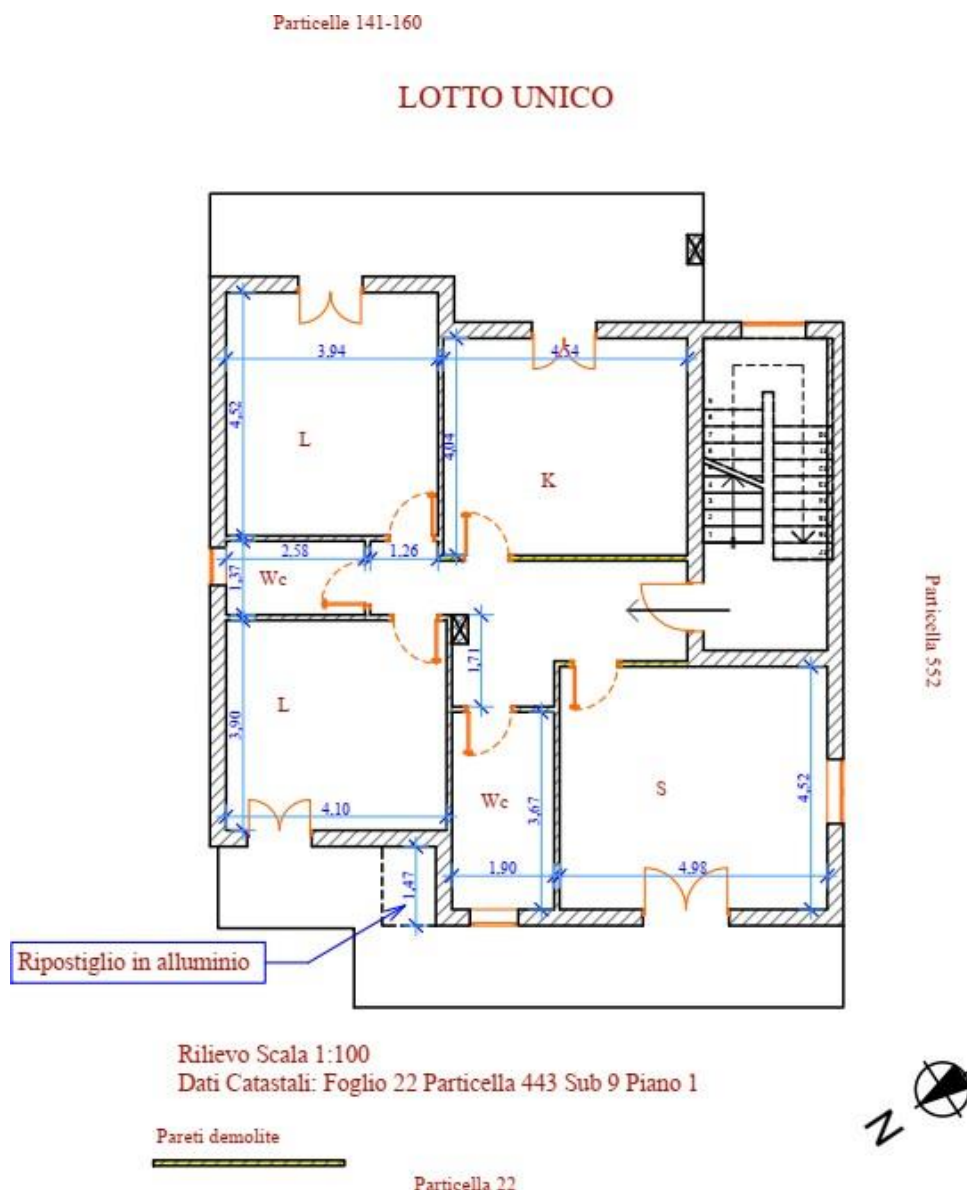 Particelle 141-160
LOTTO UNICO
3,94
4,54
4,52
4,04
L
K
2.58
1.26
Wc
1,37
1,71
L
3,90
4.10
Wc
3,67
S
4,52
1.90
4.98
1,47
Particella 552
Ripostiglio in alluminio
Rilievo Scala 1:100
Dati Catastali: Foglio 22 Particella 443 Sub 9 Piano 1
N
Pareti demolite
Particella 22